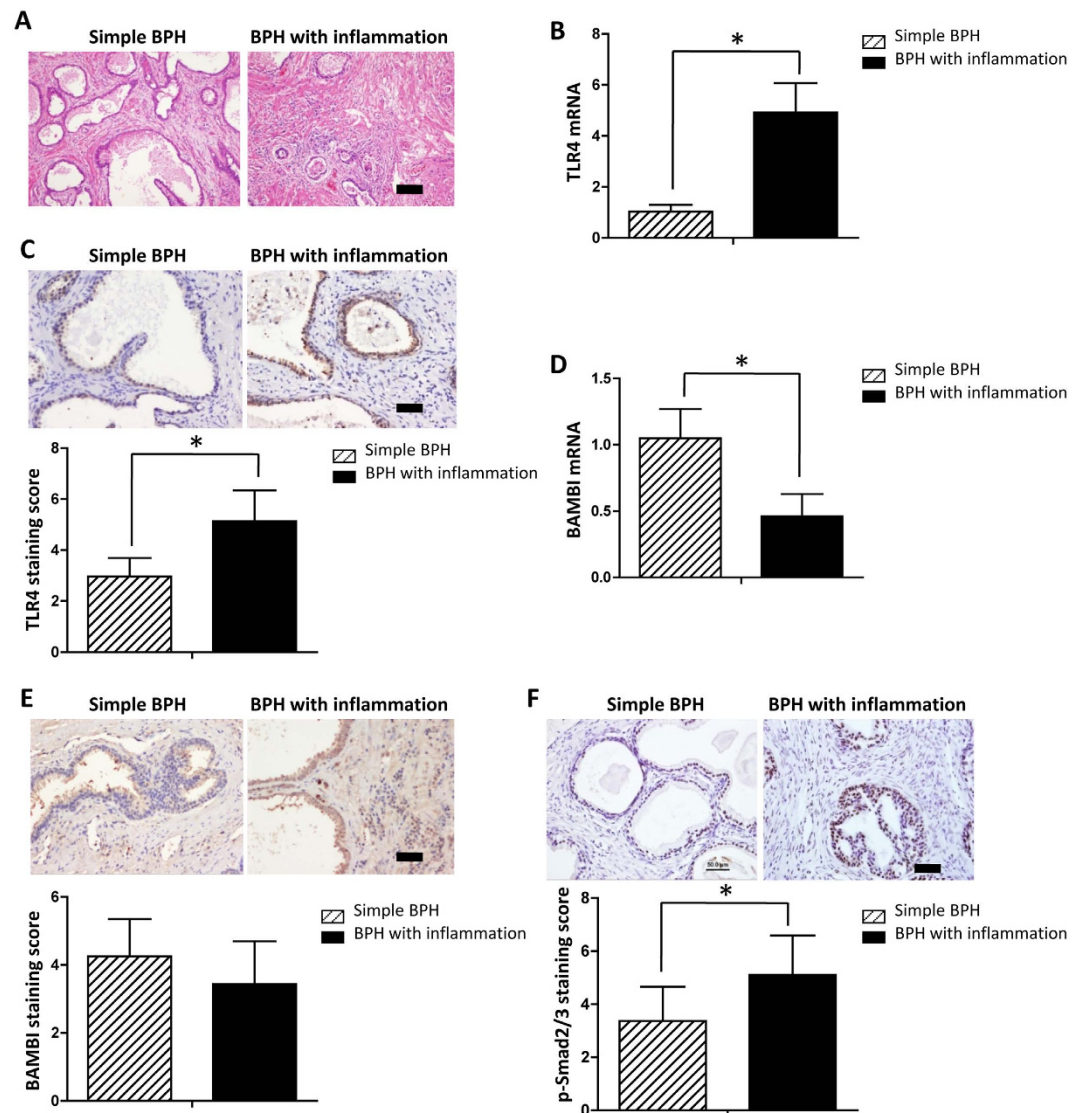 A
Simple BPH
BPH with inflammation
B
TLR4 mRNA
8
6
4
2
0
*
Simple BPH
BPH with inflammation
C
Simple BPH
BPH with inflammation
TLR4 staining score
8
6
4
2
0
*
Simple BPH
BPH with inflammation
D
BAMBI mRNA
1.5
1.0
0.5
0.0
*
Simple BPH
BPH with inflammation
E
Simple BPH
BPH with inflammation
BAMBI staining score
6
4
2
0
Simple BPH
BPH with inflammation
F
Simple BPH
BPH with inflammation
50.0 μm
p-Smad2/3 staining score
8
6
4
2
0
*
Simple BPH
BPH with inflammation